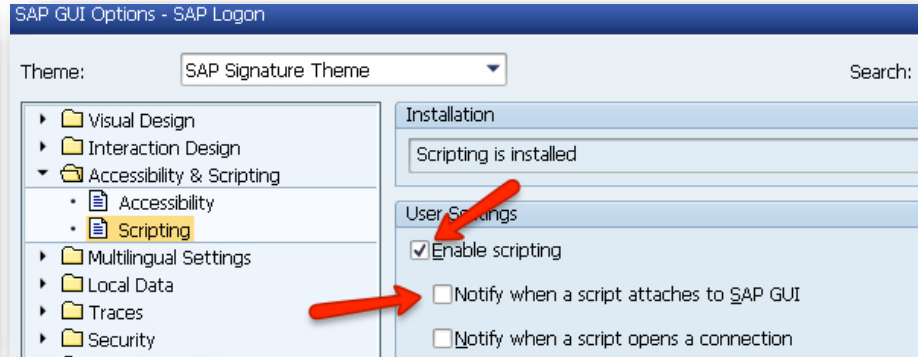 SAP GUI Options - SAP Logon
Theme: SAP Signature Theme Search:
Visual Design
Interaction Design
Accessibility & Scripting
Accessibility
Scripting
Multilingual Settings
Local Data
Traces
Security
Installation
Scripting is installed
User Settings
Enable scripting
Notify when a script attaches to SAP GUI
Notify when a script opens a connection